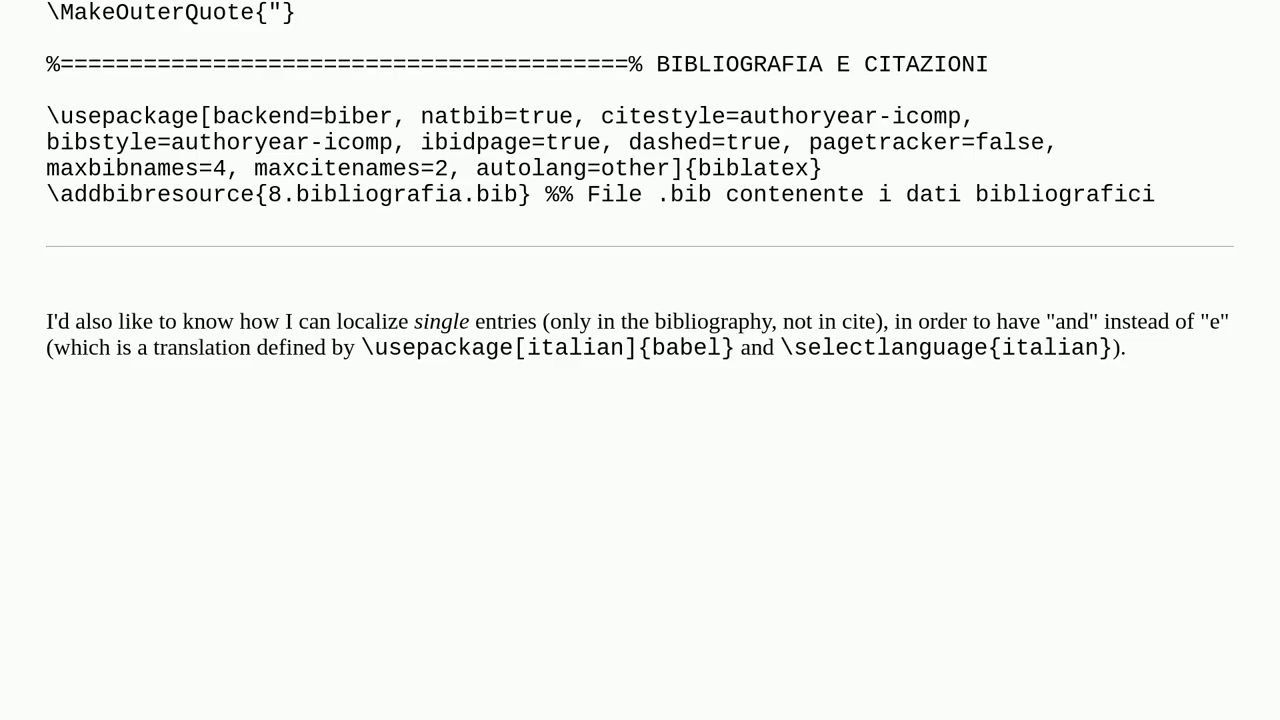 \MakeOuterQuote{"}
%=========================================% BIBLIOGRAFIA E CITAZIONI
\usepackage[backend=biber, natbib=true, citestyle=authoryear-icomp,
bibstyle=authoryear-icomp, ibidpage=true, dashed=true, pagetracker=false,
maxbibnames=4, maxcitenames=2, autolang=other]{biblatex}
\addbibresource{8.bibliografia.bib} %% File .bib contenente i dati bibliografici
I'd also like to know how I can localize single entries (only in the bibliography, not in cite), in order to have "and" instead of "e"
(which is a translation defined by \usepackage[italian]{babel} and \selectlanguage{italian}).